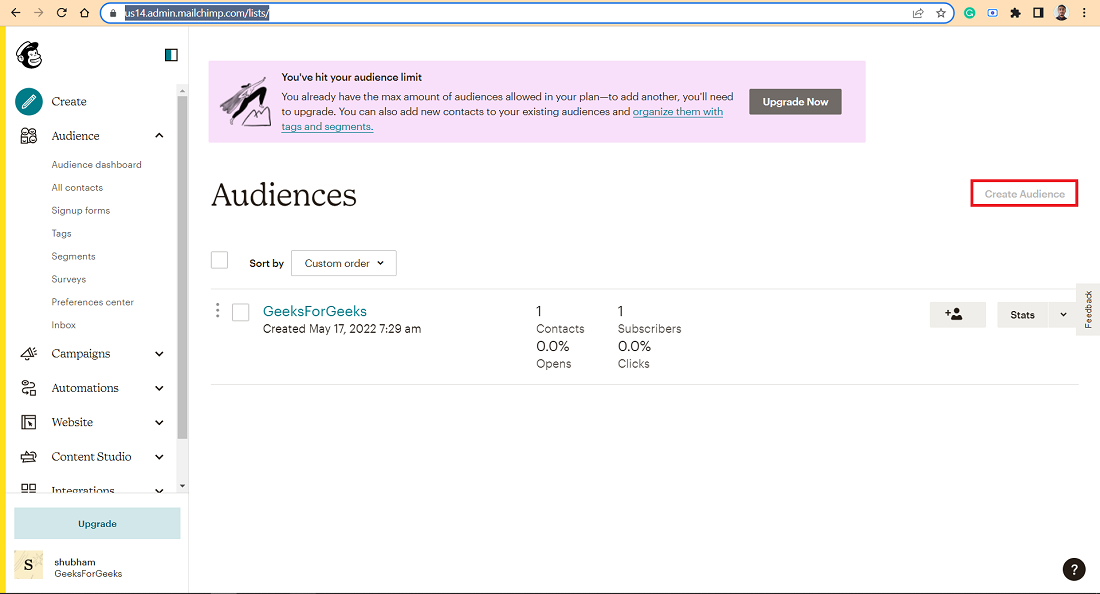 us14.admin.mailchimp.com/lists/
Create
Audience
Audience dashboard
All contacts
Signup forms
Tags
Segments
Surveys
Preferences center
Inbox
Campaigns
Automations
Website
Content Studio
Integrations
Upgrade
S
shubham
GeeksForGeeks
You've hit your audience limit
You already have the max amount of audiences allowed in your plan—to add another, you'll need
to upgrade. You can also add new contacts to your existing audiences and organize them with
tags and segments.
Upgrade Now
Audiences
Create Audience
Sort by
Custom order
GeeksForGeeks
Created May 17, 2022 7:29 am
1
Contacts
0.0%
Opens
1
Subscribers
0.0%
Clicks
Stats
Feedback
?